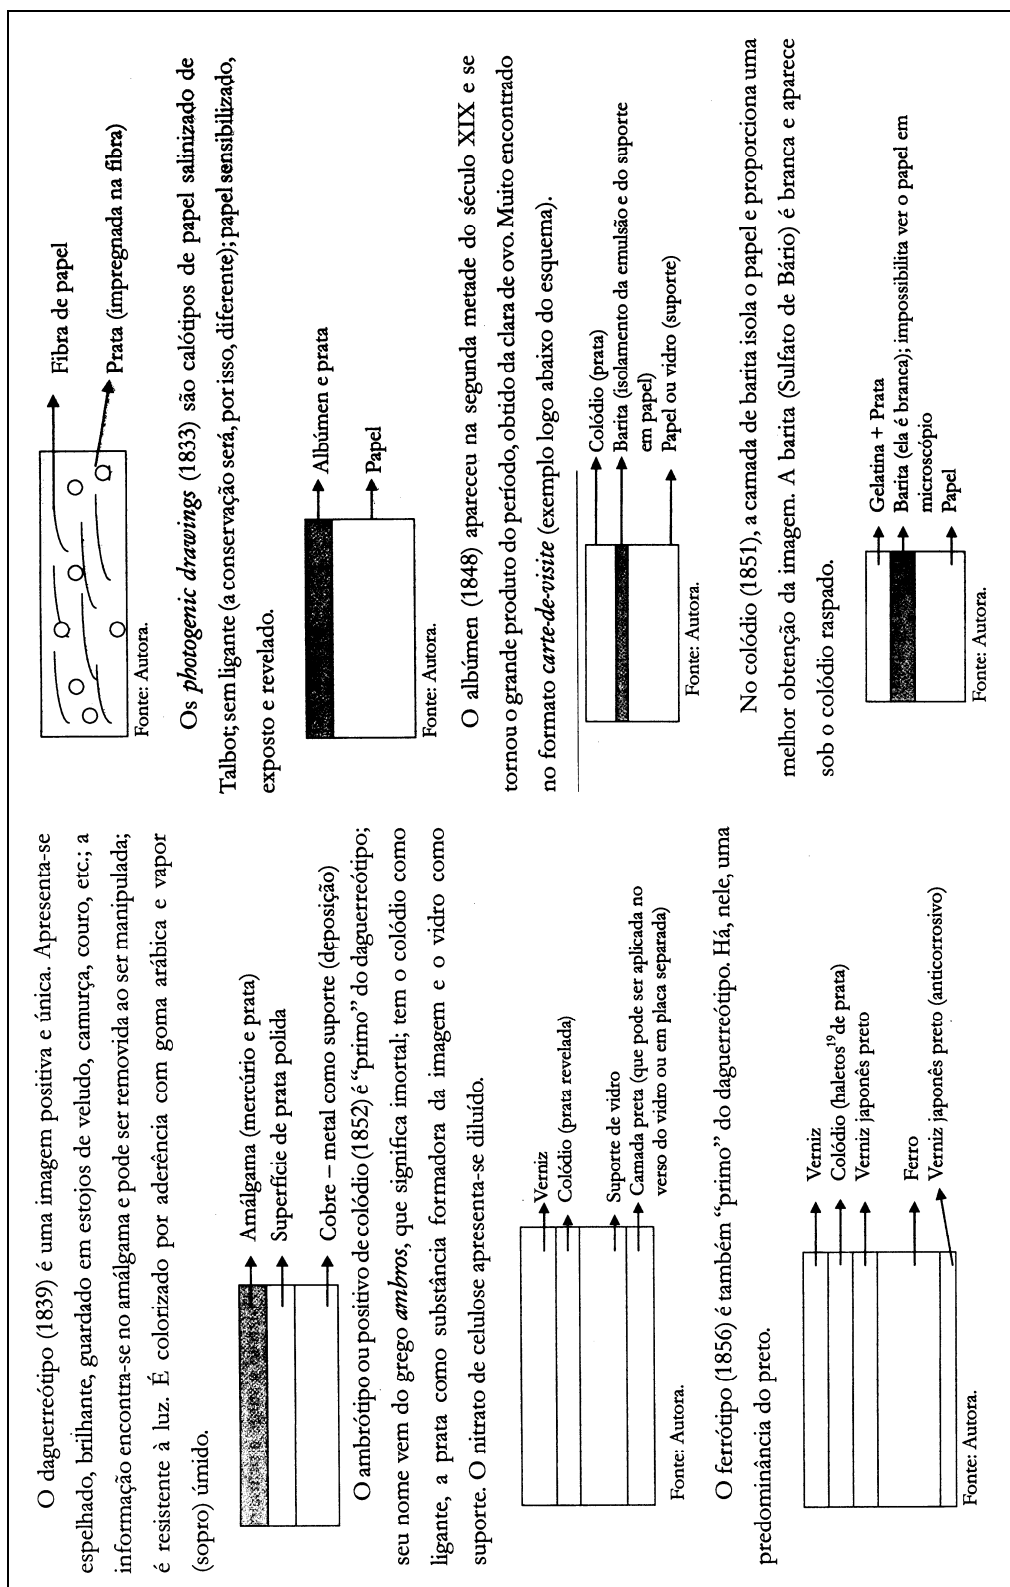 O daguerreótipo (1839) é uma imagem positiva e única. Apresenta-se
espelhado, brilhante, guardado em estojos de veludo, camurça, couro, etc.; a
informação encontra-se no amálgama e pode ser removida ao ser manipulada;
é resistente à luz. É colorizado por aderência com goma arábica e vapor
(sopro) úmido.
Amálgama (mercúrio e prata)
Superfície de prata polida
Cobre – metal como suporte (deposição)
O ambrótipo ou positivo de colódio (1852) é “primo” do daguerreótipo;
seu nome vem do grego ambros, que significa imortal; tem o colódio como
ligante, a prata como substância formadora da imagem e o vidro como
suporte. O nitrato de celulose apresenta-se diluído.
Verniz
Colódio (prata revelada)
Suporte de vidro
Camada preta (que pode ser aplicada no
verso do vidro ou em placa separada)
Fonte: Autora.
O ferrótipo (1856) é também “primo” do daguerreótipo. Há, nele, uma
predominância do preto.
Verniz
Colódio (haletos19 de prata)
Verniz japonês preto
Ferro
Verniz japonês preto (anticorrosivo)
Fonte: Autora.
Fibra de papel
Prata (impregnada na fibra)
Fonte: Autora.
Os photogenic drawings (1833) são calótipos de papel salinizado de
Talbot; sem ligante (a conservação será, por isso, diferente); papel sensibilizado,
exposto e revelado.
Albúmen e prata
Papel
Fonte: Autora.
O albúmen (1848) apareceu na segunda metade do século XIX e se
tornou o grande produto do período, obtido da clara de ovo. Muito encontrado
no formato carte-de-visite (exemplo logo abaixo do esquema).
Colódio (prata)
Barita (isolamento da emulsão e do suporte
em papel)
Papel ou vidro (suporte)
Fonte: Autora.
No colódio (1851), a camada de barita isola o papel e proporciona uma
melhor obtenção da imagem. A barita (Sulfato de Bário) é branca e aparece
sob o colódio raspado.
Gelatina + Prata
Barita (ela é branca); impossibilita ver o papel em
microscópio
Papel
Fonte: Autora.